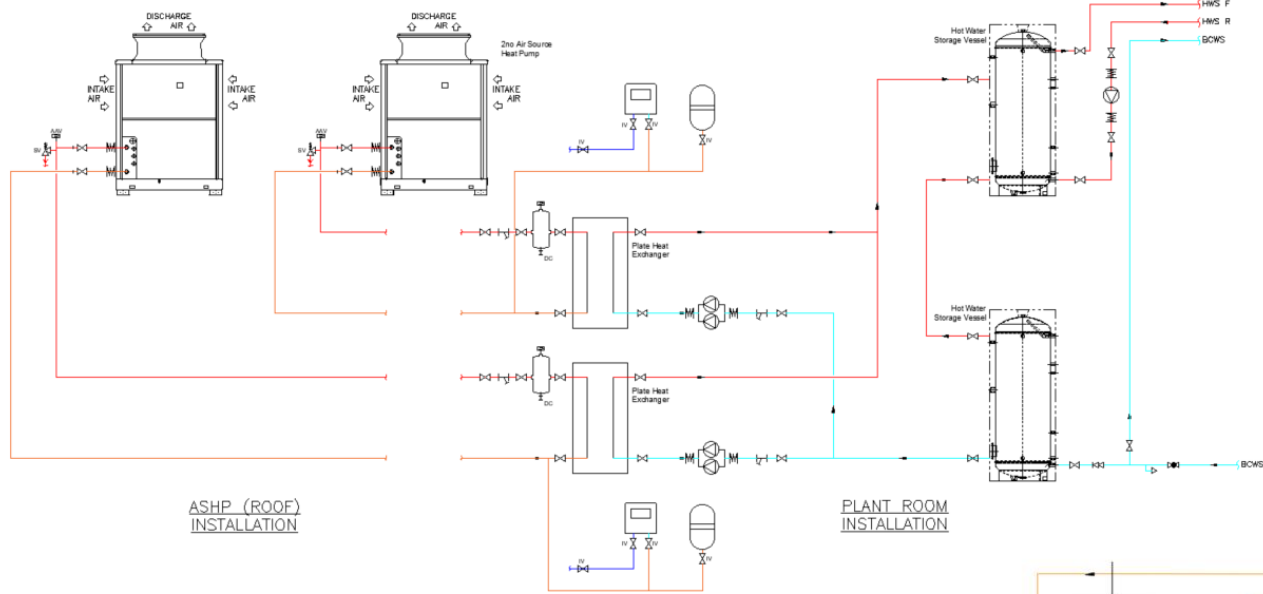 DISCHARGE
AIR
DISCHARGE
AIR
2no Air Source
Heat Pump
Hot Water
Storage Vessel
HWS F
HWS R
BCWS
INTAKE
AIR
INTAKE
AIR
INTAKE
AIR
INTAKE
AIR
AAV
SV
AAV
SV
IV
IV
IV
IV
DC
Plate Heat
Exchanger
Hot Water
Storage Vessel
DC
Plate Heat
Exchanger
BCWS
ASHP (ROOF)
INSTALLATION
PLANT ROOM
INSTALLATION
IV
IV
IV
IV